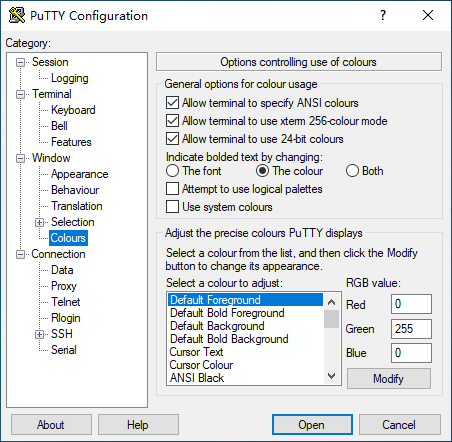 PuTTY Configuration
?
Category:
Session
Logging
Terminal
Keyboard
Bell
Features
Window
Appearance
Behaviour
Translation
Selection
Colours
Connection
Data
Proxy
Telnet
Rlogin
SSH
Serial
Options controlling use of colours
General options for colour usage
Allow terminal to specify ANSI colours
Allow terminal to use xterm 256-colour mode
Allow terminal to use 24-bit colours
Indicate bolded text by changing:
The font The colour Both
Attempt to use logical palettes
Use system colours
Adjust the precise colours PuTTY displays
Select a colour from the list, and then click the Modify
button to change its appearance.
Select a colour to adjust:
Default Foreground
Default Bold Foreground
Default Background
Default Bold Background
Cursor Text
Cursor Colour
ANSI Black
RGB value:
Red 0
Green 255
Blue 0
Modify
About Help Open Cancel